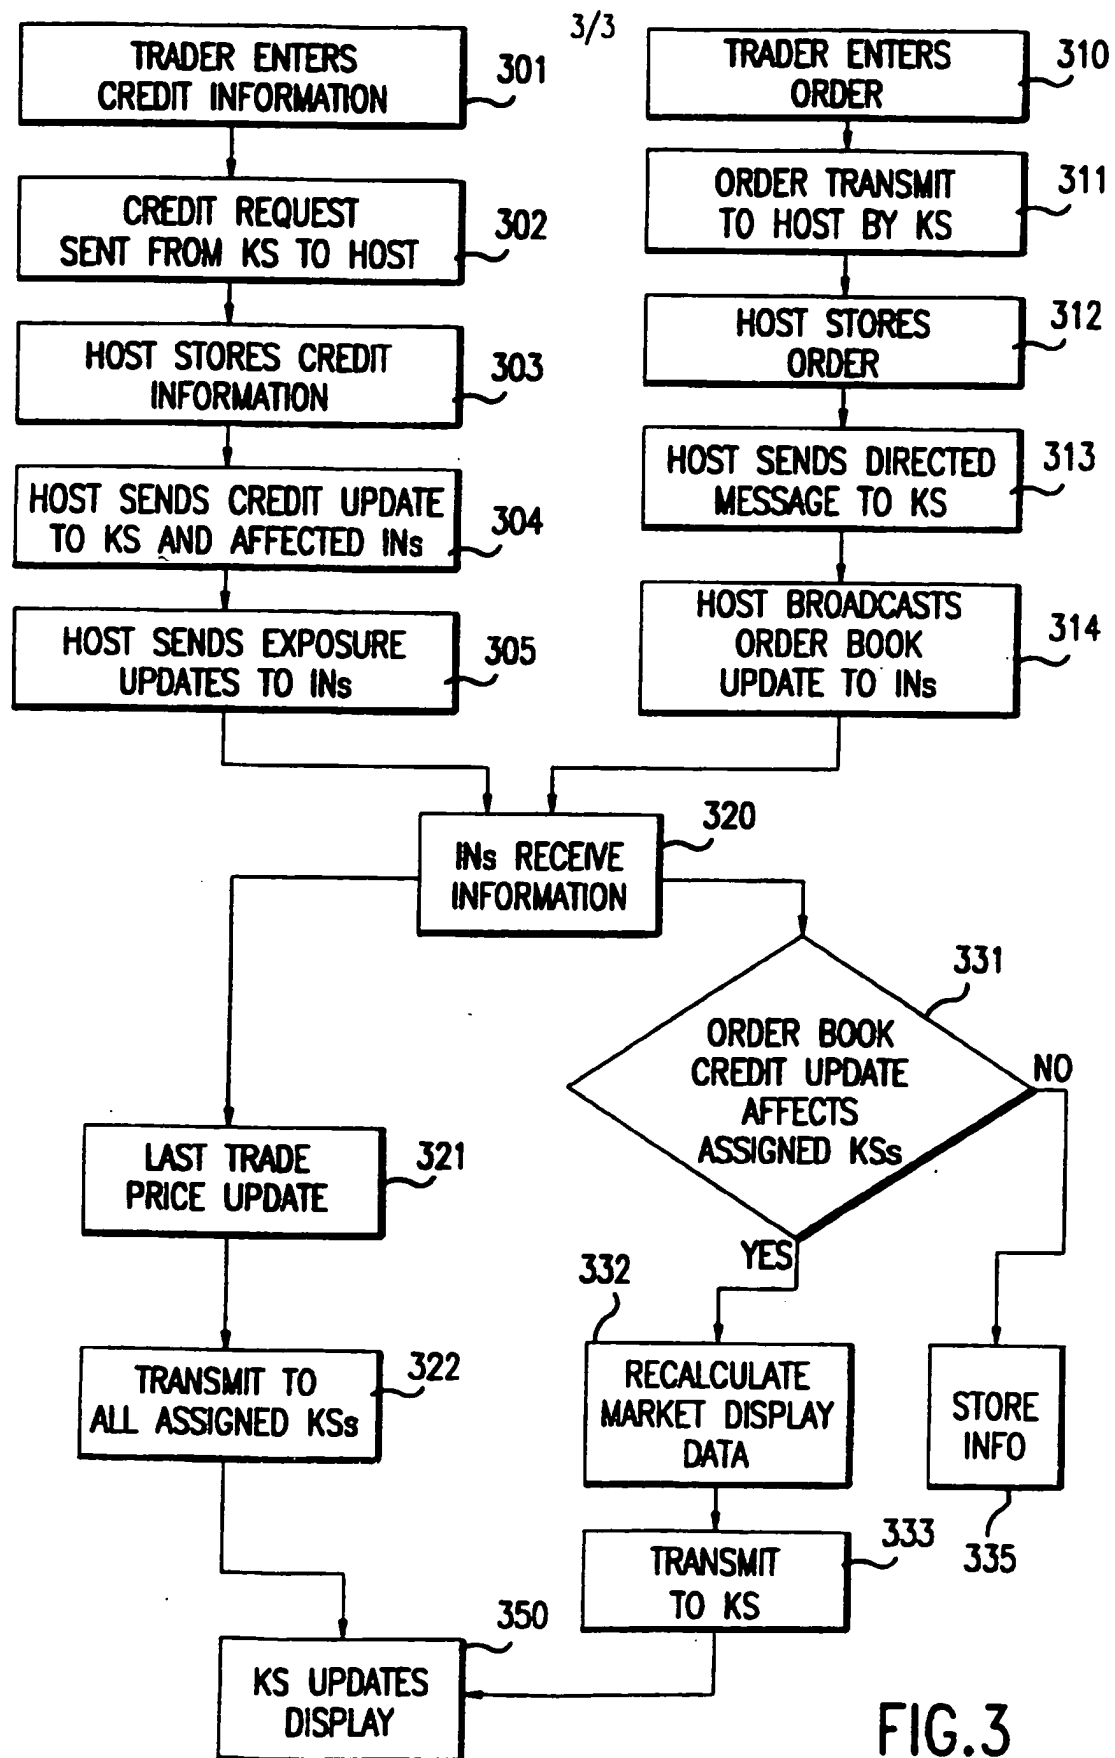 3/3
TRADER ENTERS
CREDIT INFORMATION
301
CREDIT REQUEST
SENT FROM KS TO HOST
302
HOST STORES CREDIT
INFORMATION
303
HOST SENDS CREDIT UPDATE
TO KS AND AFFECTED INs
304
HOST SENDS EXPOSURE
UPDATES TO INs
305
TRADER ENTERS
ORDER
310
ORDER TRANSMIT
TO HOST BY KS
311
HOST STORES
ORDER
312
HOST SENDS DIRECTED
MESSAGE TO KS
313
HOST BROADCASTS
ORDER BOOK
UPDATE TO INs
314
INs RECEIVE
INFORMATION
320
LAST TRADE
PRICE UPDATE
321
TRANSMIT TO
ALL ASSIGNED KSs
322
ORDER BOOK
CREDIT UPDATE
AFFECTS
ASSIGNED KSs
331
NO
YES
332
RECALCULATE
MARKET DISPLAY
DATA
STORE
INFO
335
TRANSMIT
TO KS
333
KS UPDATES
DISPLAY
350
FIG.3